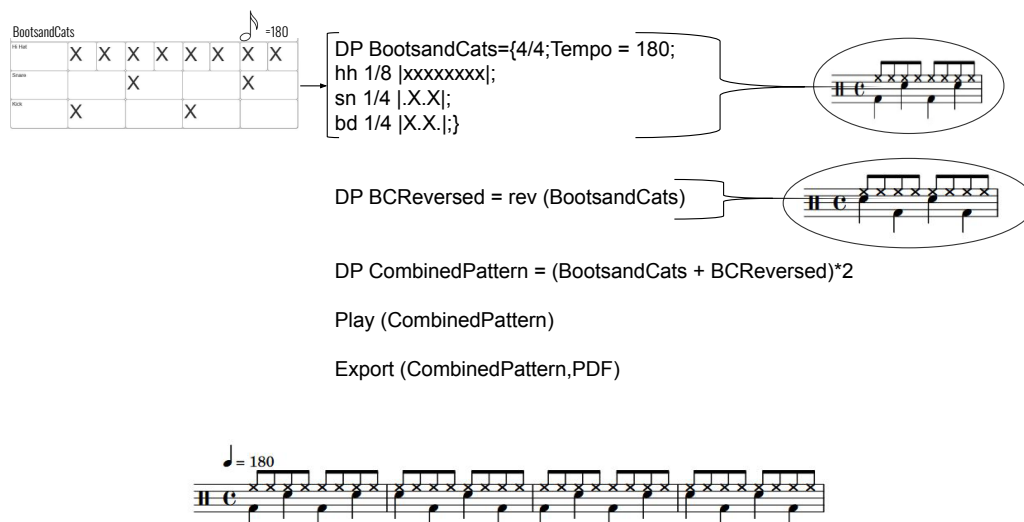 BootsandCats
=180
Hi Hat
X X X X X X X X
Snare
X X
Kick
X X
DP BootsandCats={4/4;Tempo = 180;
hh 1/8 |xxxxxxxx|;
sn 1/4 |.X.X|;
bd 1/4 |X.X.|;}
DP BCReversed = rev (BootsandCats)
DP CombinedPattern = (BootsandCats + BCReversed)*2
Play (CombinedPattern)
Export (CombinedPattern,PDF)
= 180